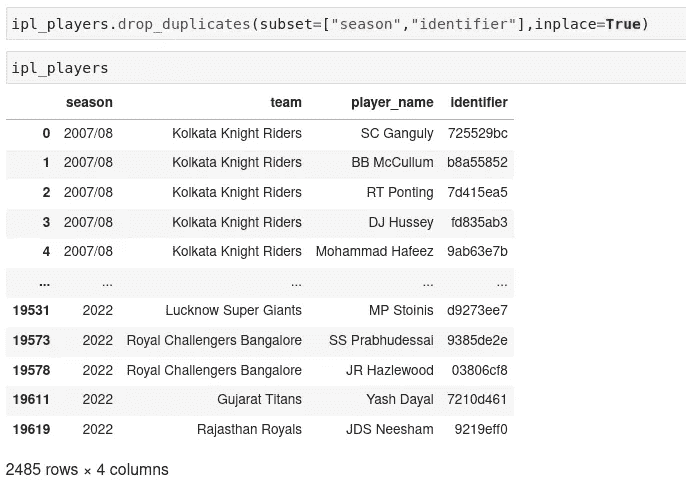 ipl_players.drop_duplicates(subset=["season","identifier"],inplace=True)
ipl_players
season team player_name identifier
0 2007/08 Kolkata Knight Riders SC Ganguly 725529bc
1 2007/08 Kolkata Knight Riders BB McCullum b8a55852
2 2007/08 Kolkata Knight Riders RT Ponting 7d415ea5
3 2007/08 Kolkata Knight Riders DJ Hussey fd835ab3
4 2007/08 Kolkata Knight Riders Mohammad Hafeez 9ab63e7b
... ... ... ... ...
19531 2022 Lucknow Super Giants MP Stoinis d9273ee7
19573 2022 Royal Challengers Bangalore SS Prabhudessai 9385de2e
19578 2022 Royal Challengers Bangalore JR Hazlewood 03806cf8
19611 2022 Gujarat Titans Yash Dayal 7210d461
19619 2022 Rajasthan Royals JDS Neesham 9219eff0
2485 rows × 4 columns